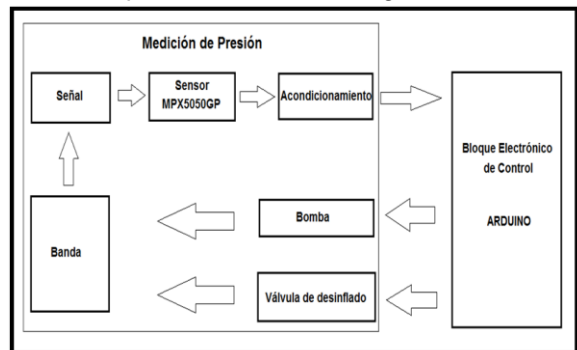 Medición de Presión
Señal
Sensor
MPX5050GP
Acondicionamiento
Bloque Electrónico
de Control
ARDUINO
Banda
Bomba
Válvula de desinflado